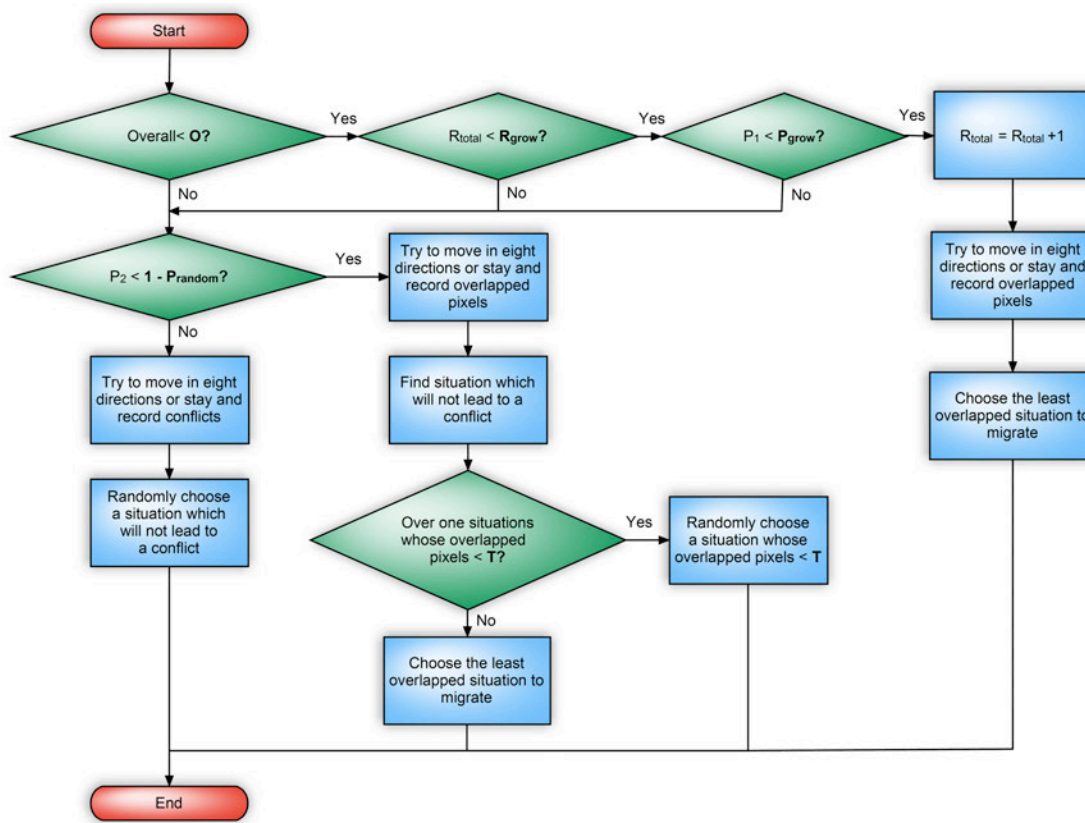 Start
Overall< O?
Yes
Rtotal < Rgrow?
Yes
P1 < Pgrow?
Yes
Rtotal = Rtotal +1
No
No
No
P2 < 1 - Prandom?
Yes
Try to move in eight
directions or stay and
record overlapped
pixels
Try to move in eight
directions or stay and
record overlapped
pixels
No
Try to move in eight
directions or stay and
record conflicts
Find situation which
will not lead to a
conflict
Choose the least
overlapped situation to
migrate
Randomly choose
a situation which
will not lead to
a conflict
Over one situations
whose overlapped
pixels < T?
Yes
Randomly choose
a situation whose
overlapped pixels < T
No
Choose the least
overlapped situation to
migrate
End